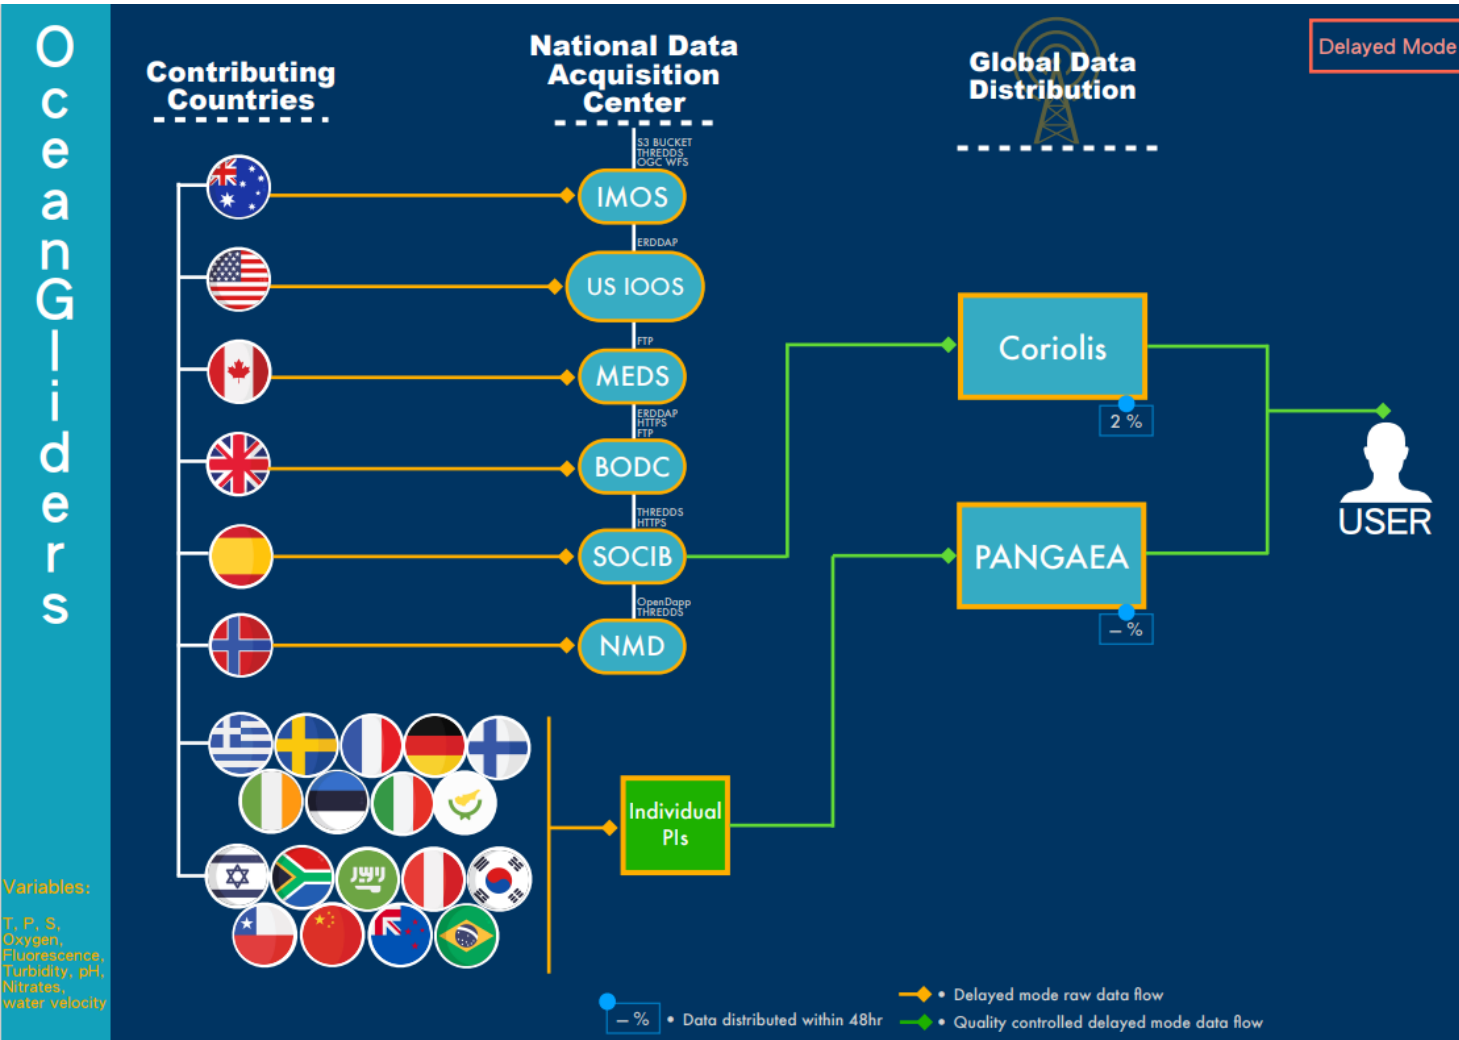 OceanGliders
Contributing
Countries
National Data
Acquisition
Center
Global Data
Distribution
Delayed Mode
S3 BUCKET
THREDDS
OGC WFS
IMOS
ERDDAP
US IOOS
FTP
MEDS
ERDDAP
HTTPS
FTP
BODC
THREDDS
HTTPS
SOCIB
OpenDapp
THREDDS
NMD
Coriolis
2 %
PANGAEA
– %
USER
Individual
PIs
Variables:
T, P, S,
Oxygen,
Fluorescence,
Turbidity, pH,
Nitrates,
water velocity
– % • Data distributed within 48hr
• Delayed mode raw data flow
• Quality controlled delayed mode data flow